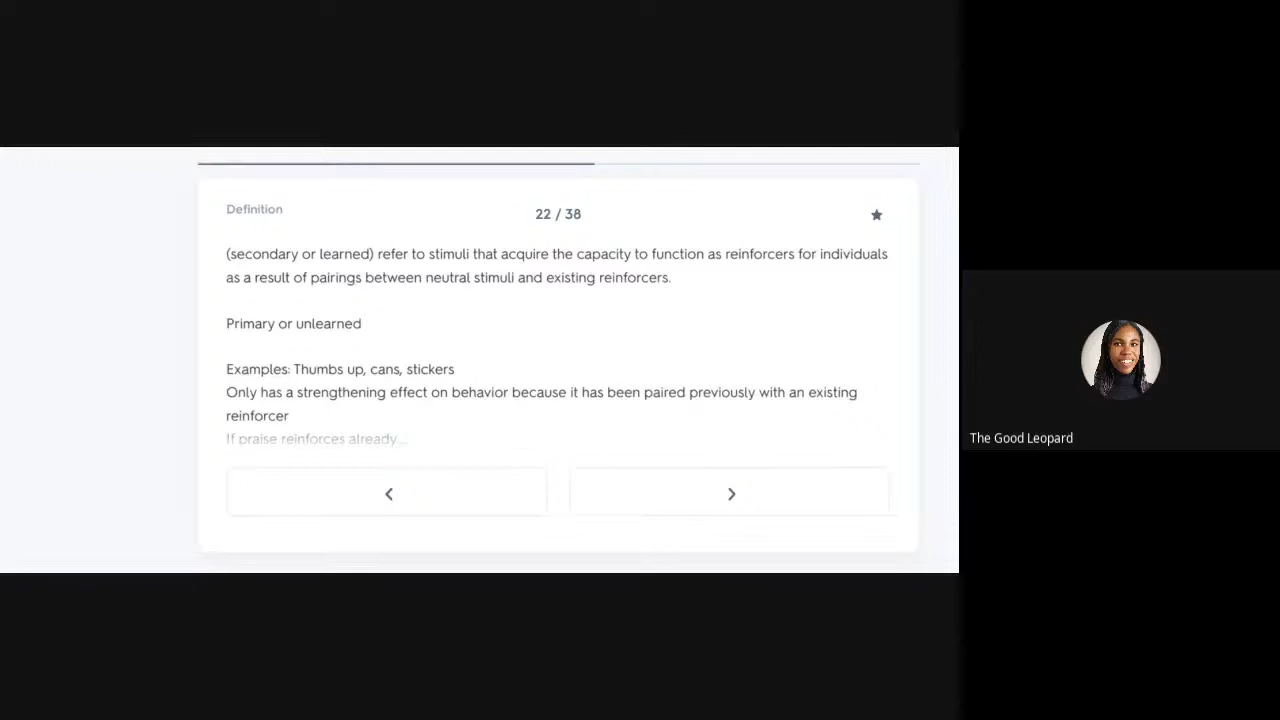 Definition
22 / 38
(secondary or learned) refer to stimuli that acquire the capacity to function as reinforcers for individuals
as a result of pairings between neutral stimuli and existing reinforcers.
Primary or unlearned
Examples: Thumbs up, cans, stickers
Only has a strengthening effect on behavior because it has been paired previously with an existing
reinforcer
If praise reinforces already...
The Good Leopard